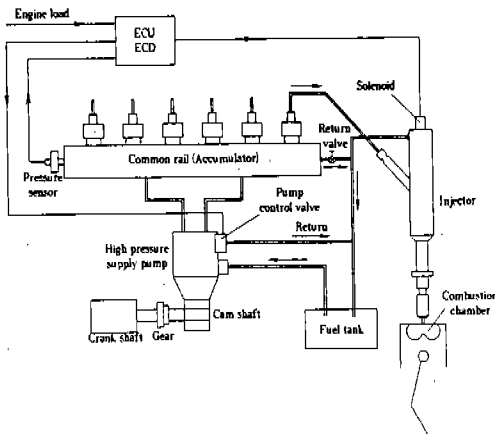 Engine load
ECU
ECD
Solenoid
Return
valve
Common rail (Accumulator)
Pressure
sensor
Injector
Pump
control valve
High pressure
supply pump
Return
Combustion
chamber
Cam shaft
Fuel tank
Crank shaft
Gear